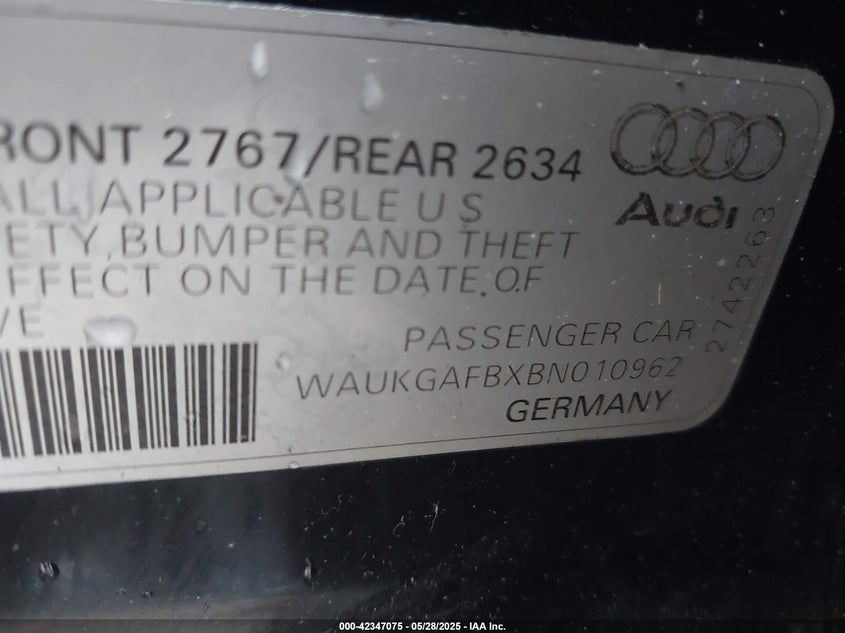 RONT 2767/REAR 2634
ALL APPLICABLE U S
ETY, BUMPER AND THEFT
FFECT ON THE DATE OF
VE
Audi
2742263
PASSENGER CAR
WAUKGAFBXBN010962
GERMANY
000-42347075 — 05/28/2025 — IAA Inc.